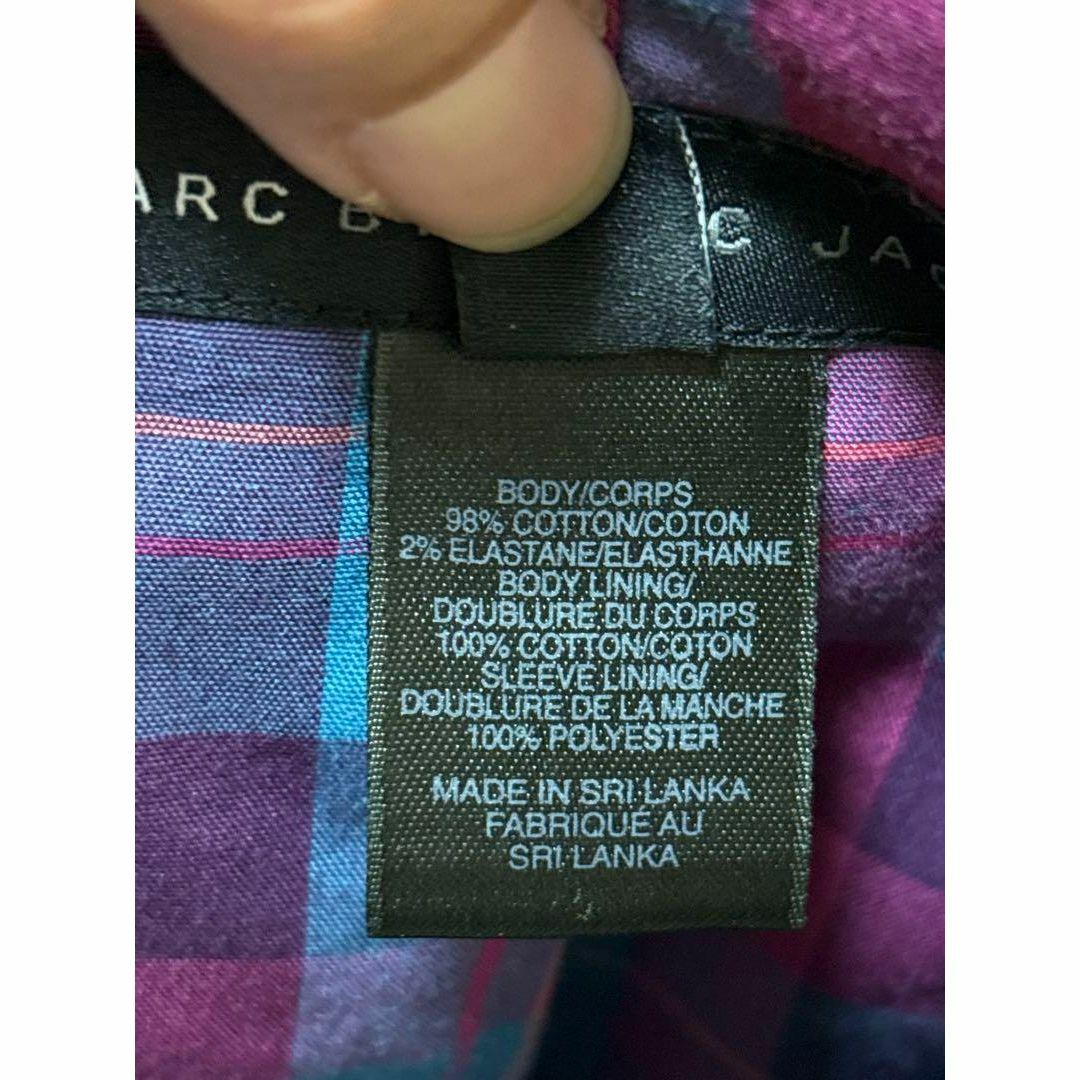 ARC B
C JAC
BODY/CORPS
98% COTTON/COTON
2% ELASTANE/ELASTHANNE
BODY LINING/
DOUBLURE DU CORPS
100% COTTON/COTON
SLEEVE LINING/
DOUBLURE DE LA MANCHE
100% POLYESTER
MADE IN SRI LANKA
FABRIQUÉ AU
SRI LANKA